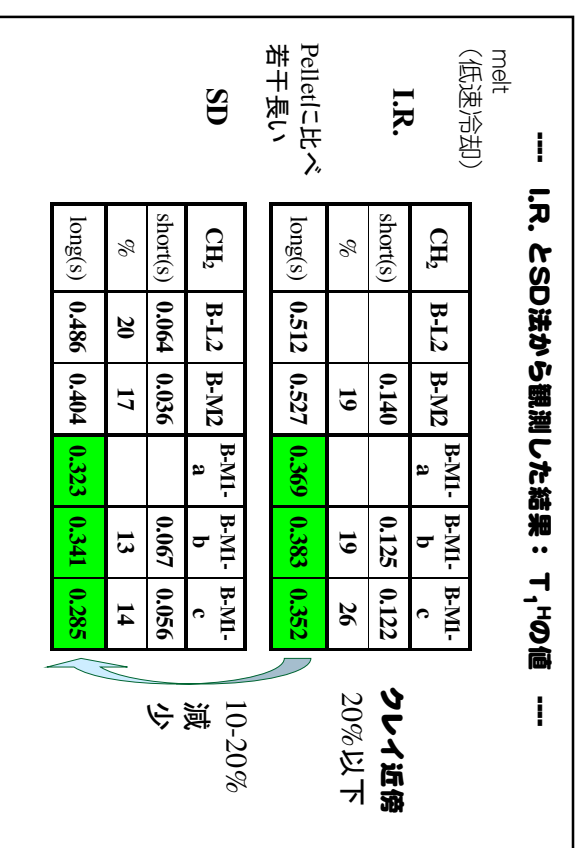 ---- I.R. とSD法から観測した結果：T₁ᴴの値 ----
melt
（低速冷却）
I.R.
CH₂ B-L2 B-M2 B-M1-a B-M1-b B-M1-c
short(s) 0.140 0.125 0.122
% 19 19 26
long(s) 0.512 0.527 0.369 0.383 0.352
クレイ近傍
20%以下
Pelletに比べ
若干長い
SD
CH₂ B-L2 B-M2 B-M1-a B-M1-b B-M1-c
short(s) 0.064 0.036 0.067 0.056
% 20 17 13 14
long(s) 0.486 0.404 0.323 0.341 0.285
10-20%
減
少